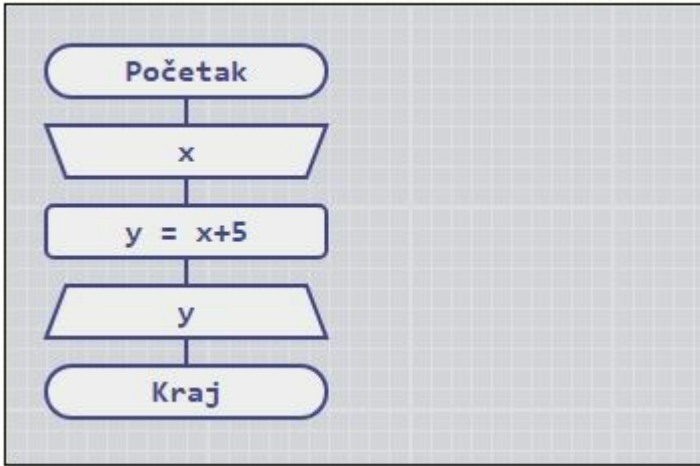 Početak
x
y = x+5
y
Kraj